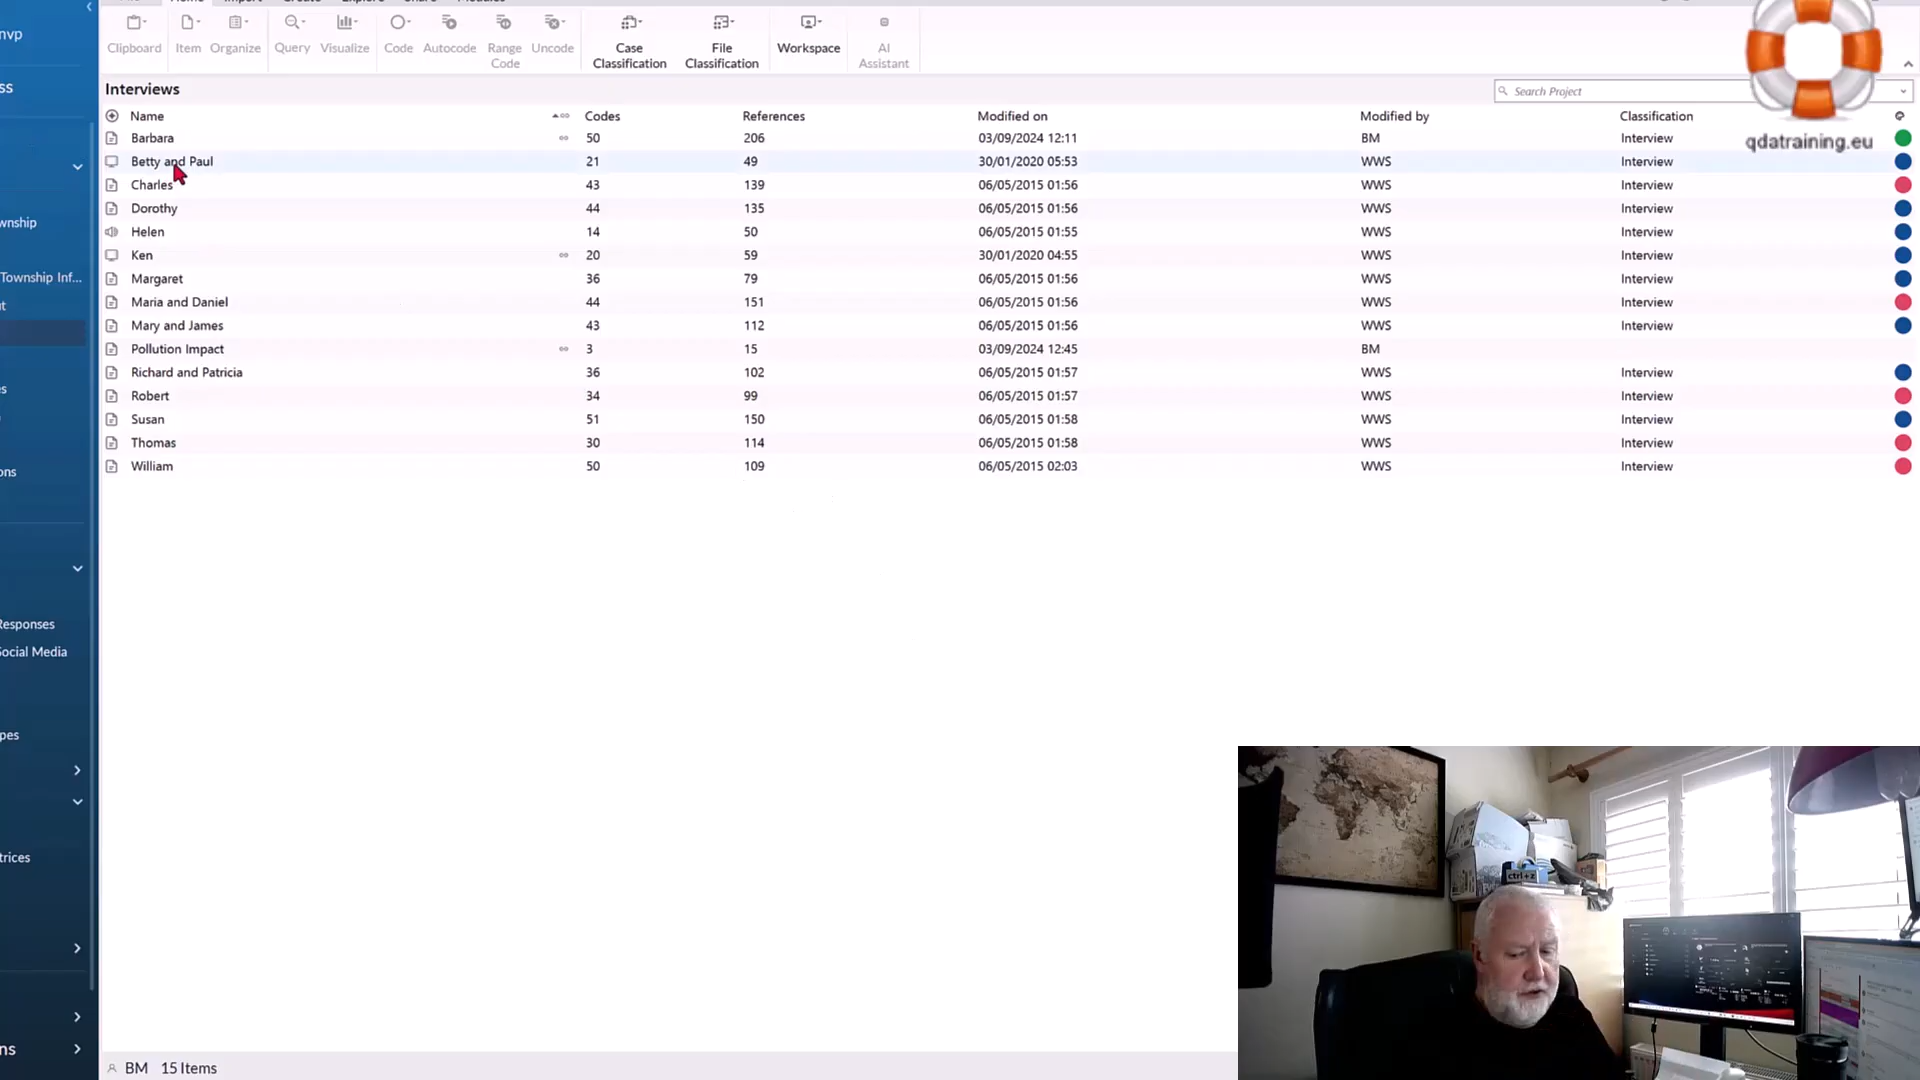 Home Import Create Explore Share Modules
nvp
ss
wnship
Township Inf...
t
es
ons
Responses
Social Media
pes
trices
ns
Clipboard Item Organize Query Visualize Code Autocode Range Code Uncode Case Classification File Classification Workspace AI Assistant
Interviews
Search Project
qdatraining.eu
Name Codes References Modified on Modified by Classification
Barbara 50 206 03/09/2024 12:11 BM Interview
Betty and Paul 21 49 30/01/2020 05:53 WWS Interview
Charles 43 139 06/05/2015 01:56 WWS Interview
Dorothy 44 135 06/05/2015 01:56 WWS Interview
Helen 14 50 06/05/2015 01:55 WWS Interview
Ken 20 59 30/01/2020 04:55 WWS Interview
Margaret 36 79 06/05/2015 01:56 WWS Interview
Maria and Daniel 44 151 06/05/2015 01:56 WWS Interview
Mary and James 43 112 06/05/2015 01:56 WWS Interview
Pollution Impact 3 15 03/09/2024 12:45 BM
Richard and Patricia 36 102 06/05/2015 01:57 WWS Interview
Robert 34 99 06/05/2015 01:57 WWS Interview
Susan 51 150 06/05/2015 01:58 WWS Interview
Thomas 30 114 06/05/2015 01:58 WWS Interview
William 50 109 06/05/2015 02:03 WWS Interview
ctrl+z
BM 15 Items